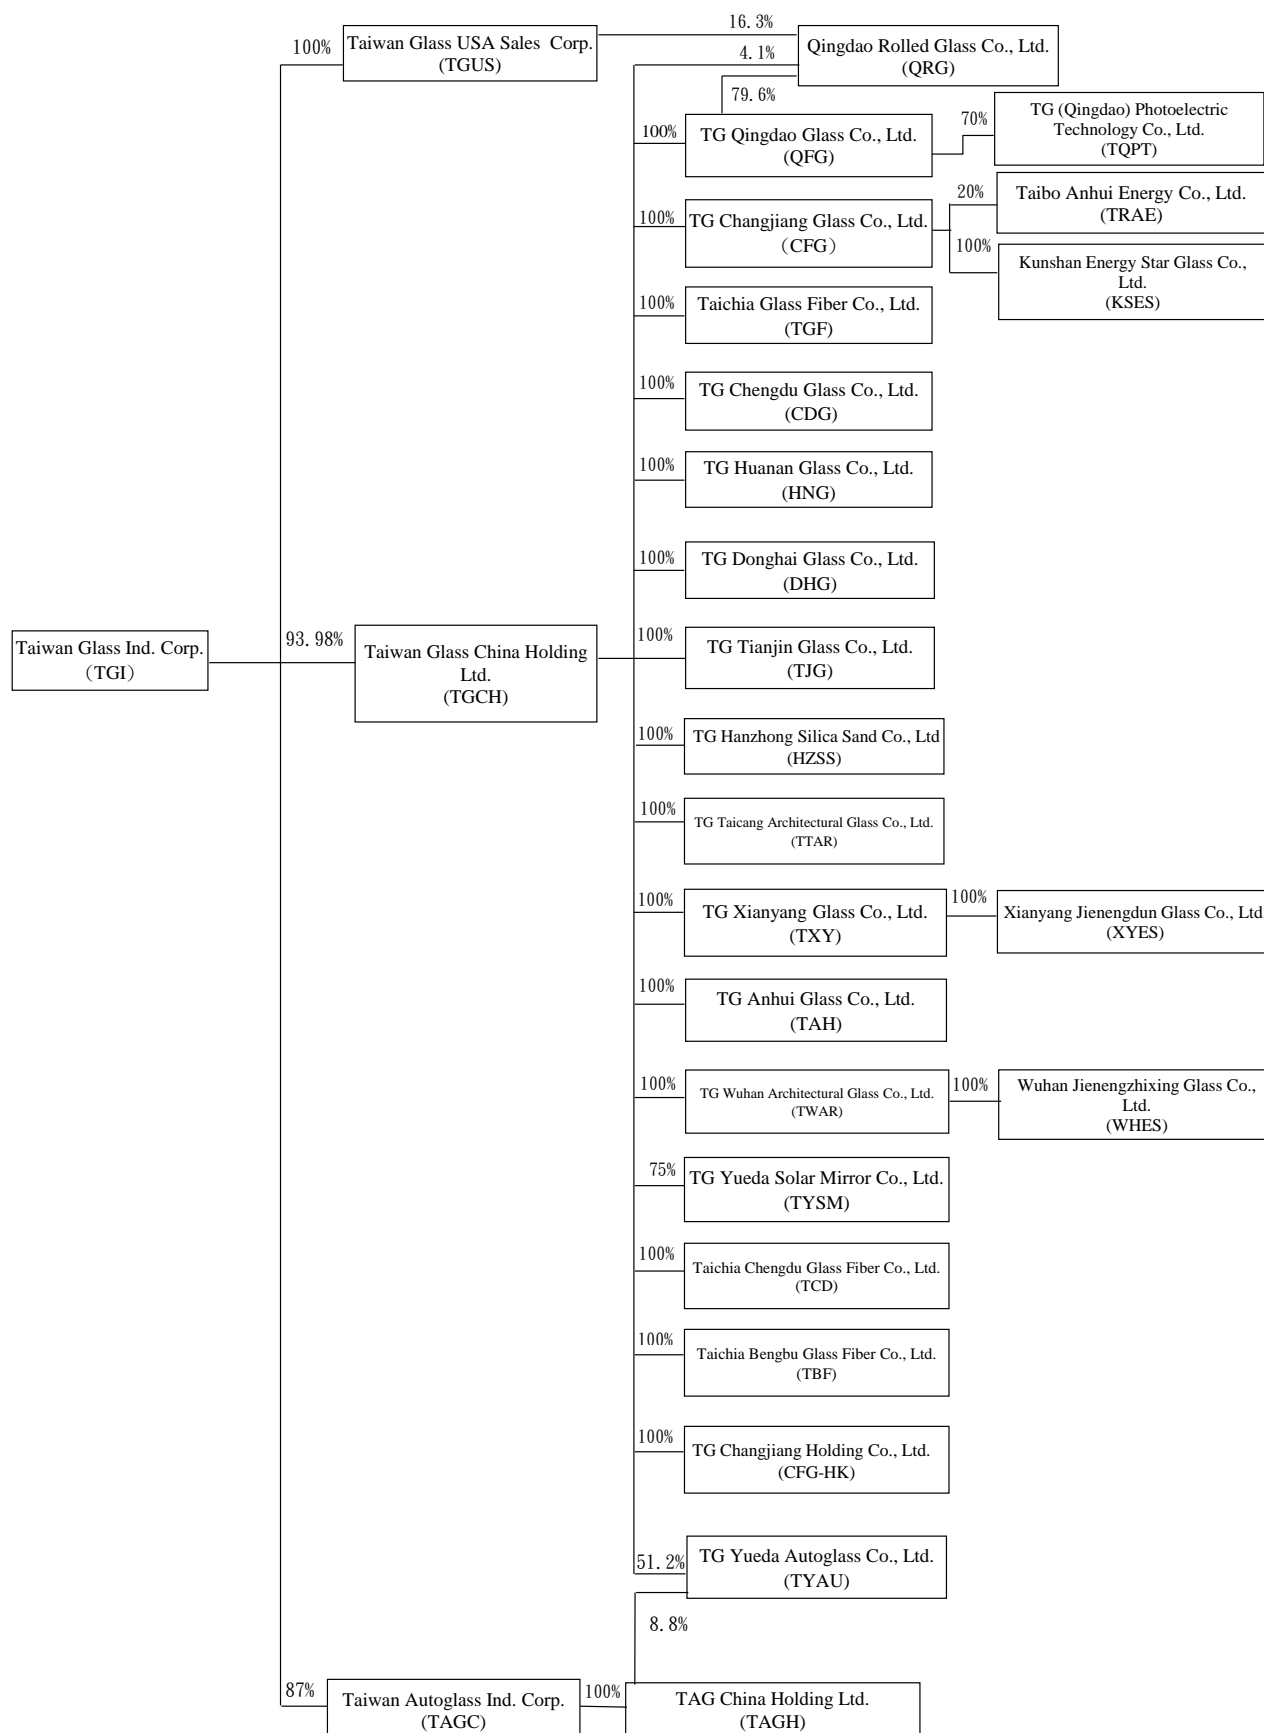 16.3%
100%
Taiwan Glass USA Sales Corp.
(TGUS)
Qingdao Rolled Glass Co., Ltd.
(QRG)
4.1%
79.6%
100%
TG Qingdao Glass Co., Ltd.
(QFG)
70%
TG (Qingdao) Photoelectric
Technology Co., Ltd.
(TQPT)
100%
TG Changjiang Glass Co., Ltd.
（CFG）
20%
Taibo Anhui Energy Co., Ltd.
(TRAE)
100%
Kunshan Energy Star Glass Co.,
Ltd.
(KSES)
100%
Taichia Glass Fiber Co., Ltd.
(TGF)
100%
TG Chengdu Glass Co., Ltd.
(CDG)
100%
TG Huanan Glass Co., Ltd.
(HNG)
100%
TG Donghai Glass Co., Ltd.
(DHG)
Taiwan Glass Ind. Corp.
（TGI）
93.98%
Taiwan Glass China Holding
Ltd.
(TGCH)
100%
TG Tianjin Glass Co., Ltd.
(TJG)
100%
TG Hanzhong Silica Sand Co., Ltd
(HZSS)
100%
TG Taicang Architectural Glass Co., Ltd.
(TTAR)
100%
TG Xianyang Glass Co., Ltd.
(TXY)
100%
Xianyang Jienengdun Glass Co., Ltd.
(XYES)
100%
TG Anhui Glass Co., Ltd.
(TAH)
100%
TG Wuhan Architectural Glass Co., Ltd.
(TWAR)
100%
Wuhan Jienengzhixing Glass Co.,
Ltd.
(WHES)
75%
TG Yueda Solar Mirror Co., Ltd.
(TYSM)
100%
Taichia Chengdu Glass Fiber Co., Ltd.
(TCD)
100%
Taichia Bengbu Glass Fiber Co., Ltd.
(TBF)
100%
TG Changjiang Holding Co., Ltd.
(CFG-HK)
51.2%
TG Yueda Autoglass Co., Ltd.
(TYAU)
8.8%
87%
Taiwan Autoglass Ind. Corp.
(TAGC)
100%
TAG China Holding Ltd.
(TAGH)